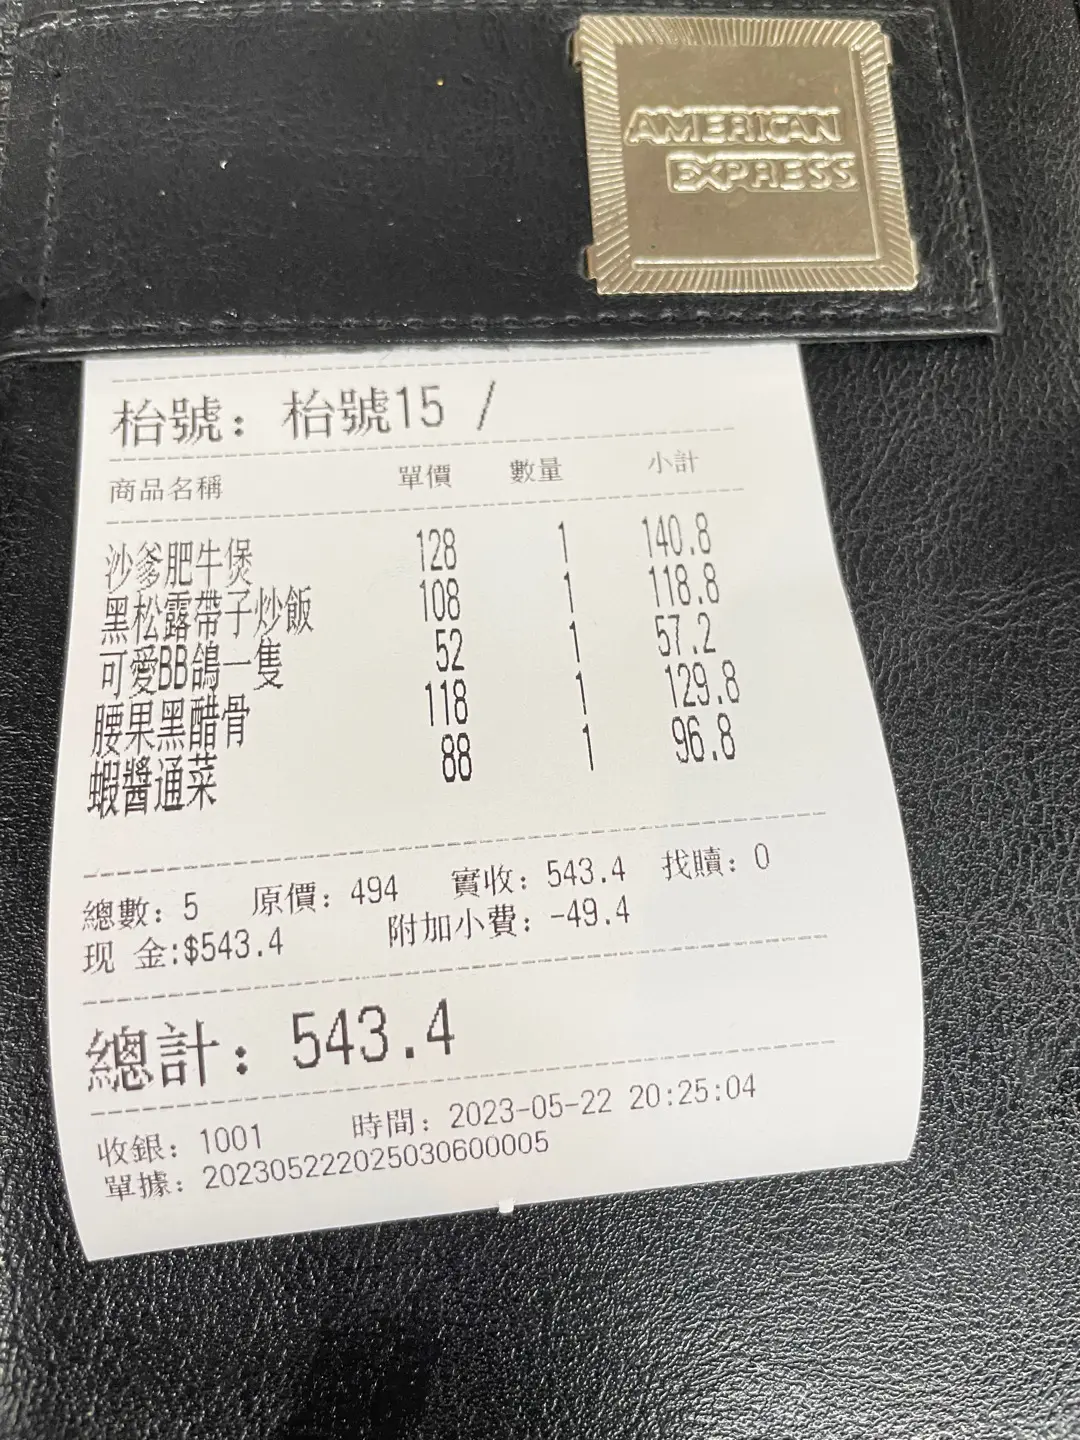 AMERICAN
EXPRESS
枱號: 枱號15 /
商品名稱 單價 數量 小計
沙爹肥牛煲 128 1 140.8
黑松露帶子炒飯 108 1 118.8
可愛BB鴿一隻 52 1 57.2
腰果黑醋骨 118 1 129.8
蝦醬通菜 88 1 96.8
總數: 5 原價: 494 實收: 543.4 找贖: 0
现 金:$543.4 附加小費: -49.4
總計: 543.4
收銀: 1001 時間: 2023-05-22 20:25:04
單據: 202305222025030600005